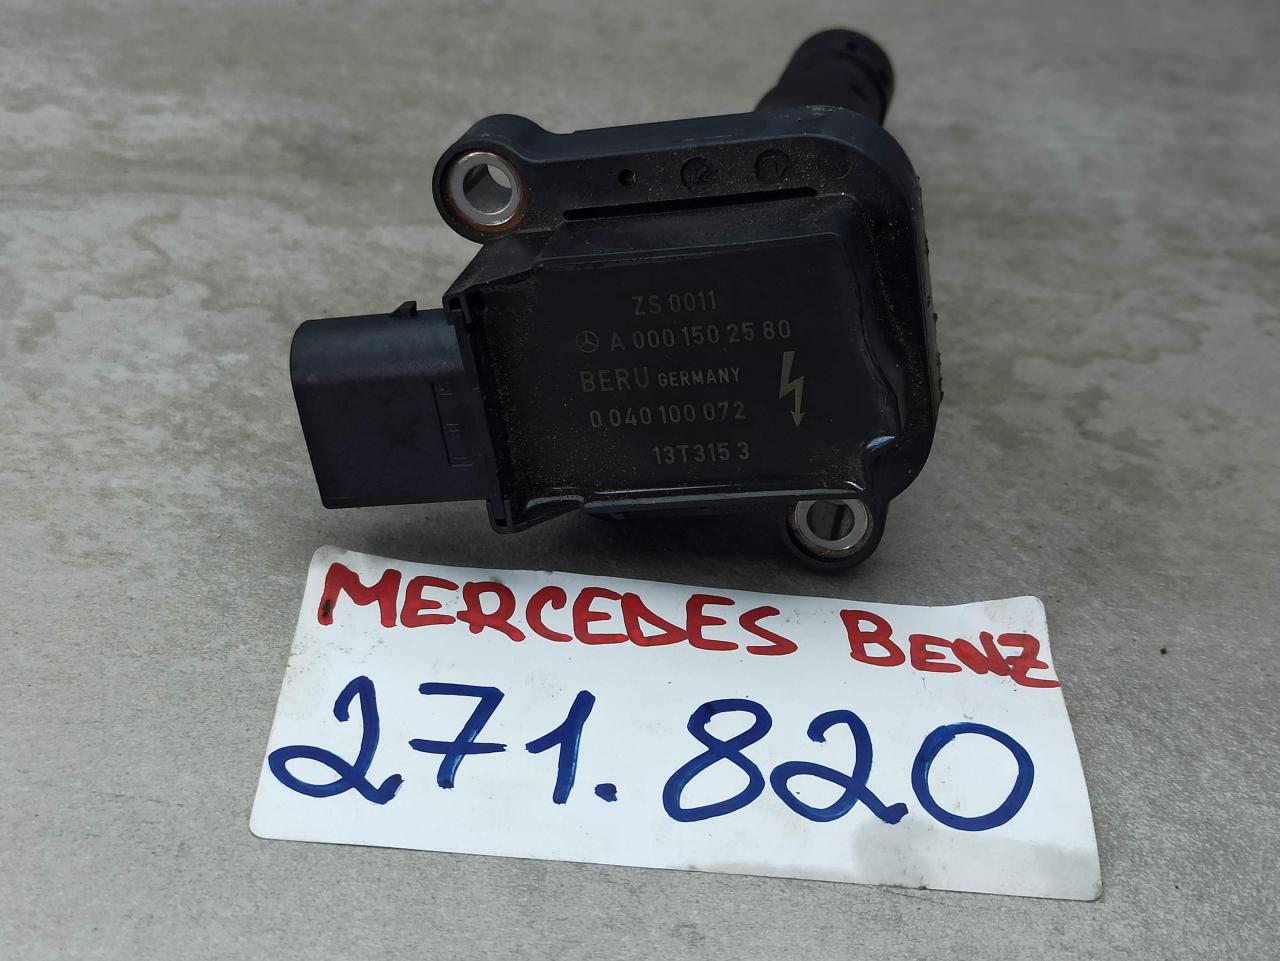 ZS 0011
A 000 150 25 80
BERU GERMANY
0 040 100 072
13T315 3
MERCEDES BENZ
271.820